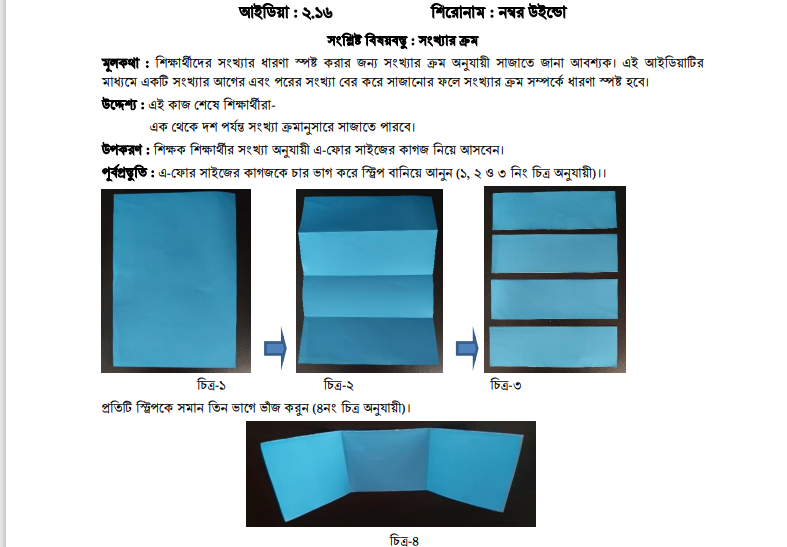 আইডিয়া : ২.১৬ শিরোনাম : নম্বর উইন্ডো
সংশ্লিষ্ট বিষয়বস্তু : সংখ্যার ক্রম
মূলকথা : শিক্ষার্থীদের সংখ্যার ধারণা স্পষ্ট করার জন্য সংখ্যার ক্রম অনুযায়ী সাজাতে জানা আবশ্যক। এই আইডিয়াটির
মাধ্যমে একটি সংখ্যার আগের এবং পরের সংখ্যা বের করে সাজানোর ফলে সংখ্যার ক্রম সম্পর্কে ধারণা স্পষ্ট হবে।
উদ্দেশ্য : এই কাজ শেষে শিক্ষার্থীরা-
এক থেকে দশ পর্যন্ত সংখ্যা ক্রমানুসারে সাজাতে পারবে।
উপকরণ : শিক্ষক শিক্ষার্থীর সংখ্যা অনুযায়ী এ-ফোর সাইজের কাগজ নিয়ে আসবেন।
পূর্বপ্রস্তুতি : এ-ফোর সাইজের কাগজকে চার ভাগ করে স্ট্রিপ বানিয়ে আনুন (১, ২ ও ৩ নিং চিত্র অনুযায়ী)।।
চিত্র-১ চিত্র-২ চিত্র-৩
প্রতিটি স্ট্রিপকে সমান তিন ভাগে ভাঁজ করুন (৪নং চিত্র অনুযায়ী)।
চিত্র-৪